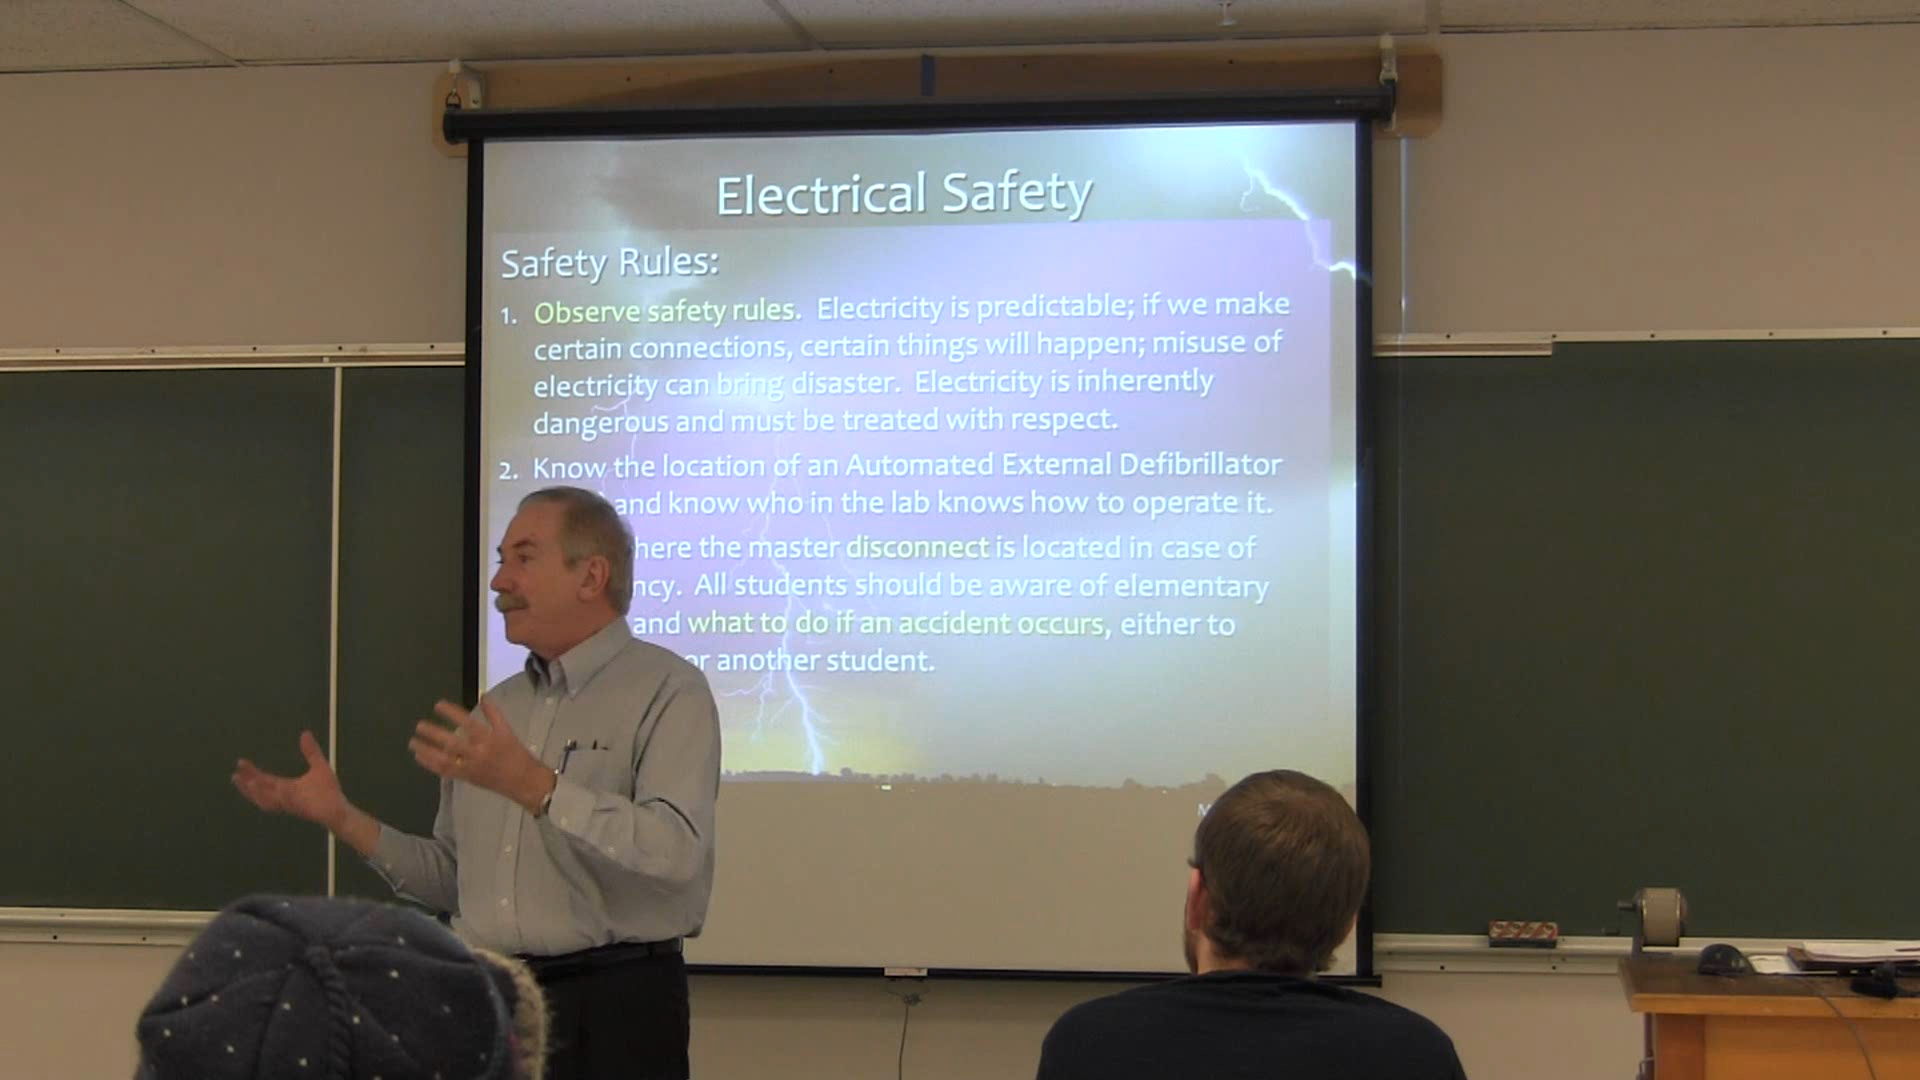 Electrical Safety
Safety Rules:
1. Observe safety rules. Electricity is predictable; if we make
certain connections, certain things will happen; misuse of
electricity can bring disaster. Electricity is inherently
dangerous and must be treated with respect.
2. Know the location of an Automated External Defibrillator
and know who in the lab knows how to operate it.
here the master disconnect is located in case of
ncy. All students should be aware of elementary
and what to do if an accident occurs, either to
or another student.